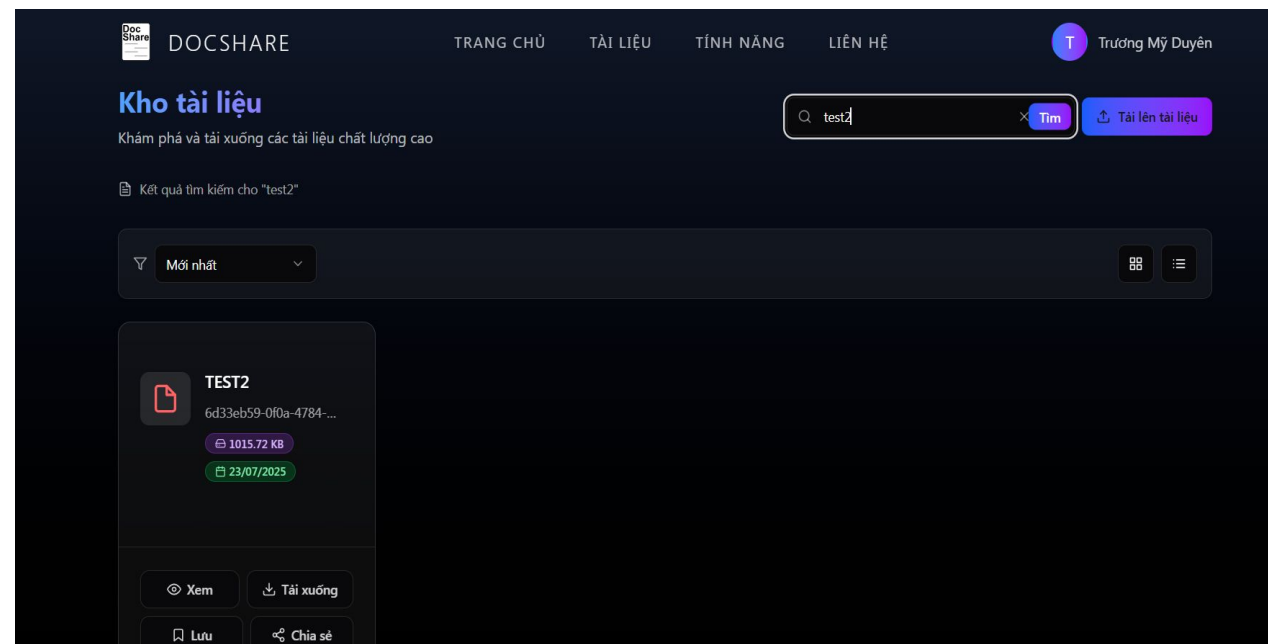 Doc
Share
DOCSHARE
TRANG CHỦ
TÀI LIỆU
TÍNH NĂNG
LIÊN HỆ
T
Trương Mỹ Duyên
Kho tài liệu
test2
Tìm
Tải lên tài liệu
Khám phá và tải xuống các tài liệu chất lượng cao
Kết quả tìm kiếm cho "test2"
Mới nhất
TEST2
6d33eb59-0f0a-4784-...
1015.72 KB
23/07/2025
Xem
Tải xuống
Lưu
Chia sẻ